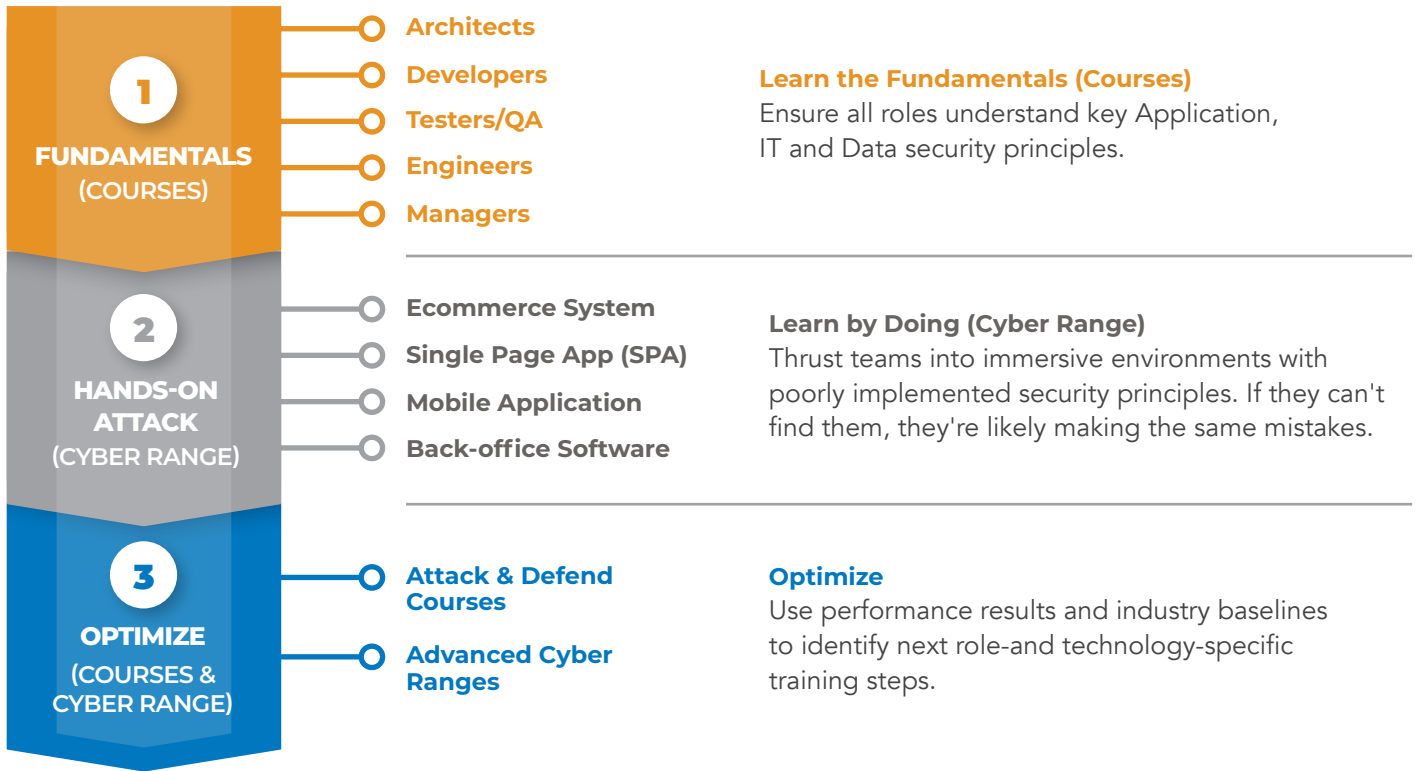 1
FUNDAMENTALS
(COURSES)
Architects
Developers
Testers/QA
Engineers
Managers
Learn the Fundamentals (Courses)
Ensure all roles understand key Application,
IT and Data security principles.
2
HANDS-ON
ATTACK
(CYBER RANGE)
Ecommerce System
Single Page App (SPA)
Mobile Application
Back-office Software
Learn by Doing (Cyber Range)
Thrust teams into immersive environments with
poorly implemented security principles. If they can't
find them, they're likely making the same mistakes.
3
OPTIMIZE
(COURSES &
CYBER RANGE)
Attack & Defend
Courses
Advanced Cyber
Ranges
Optimize
Use performance results and industry baselines
to identify next role-and technology-specific
training steps.